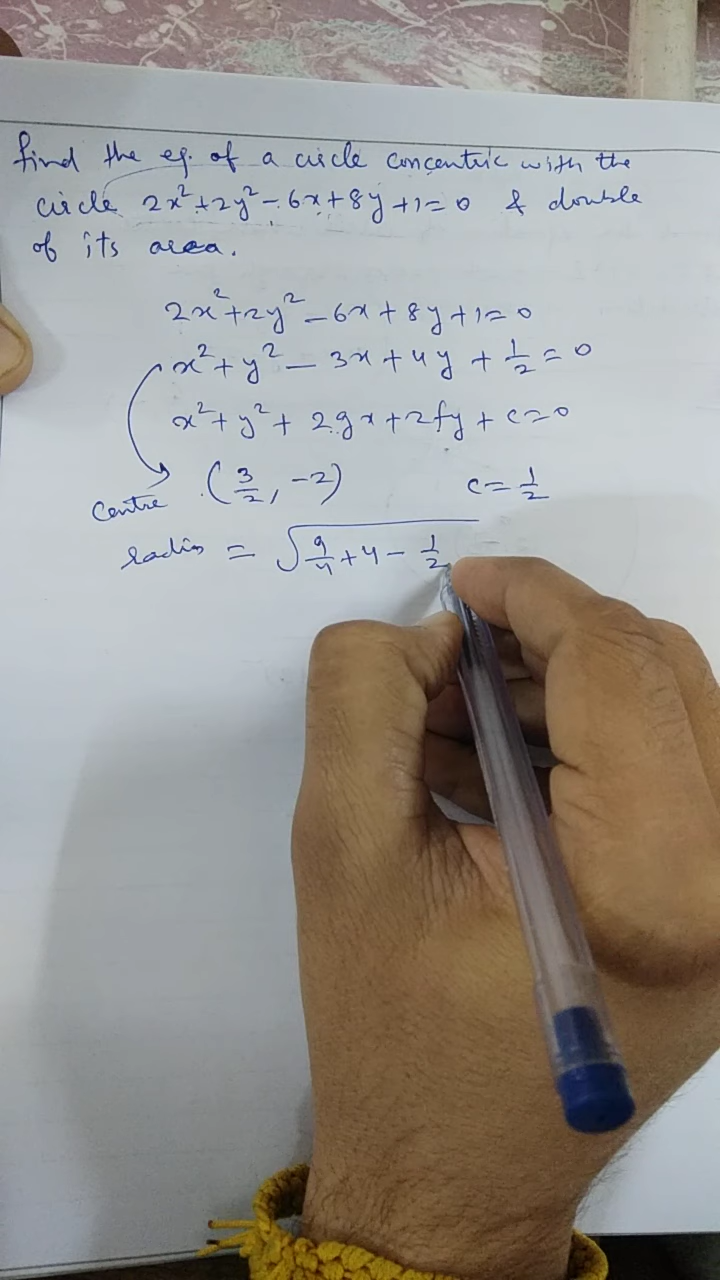 find the eq. of a circle concentric with the
circle 2x²+2y²-6x+8y+1=0 & double
of its area.
2x²+2y²-6x+8y+1=0
x²+y²-3x+4y+½=0
x²+y²+2gx+2fy+c=0
Centre (3/2, -2) c=½
radius = √(9/4+4-½